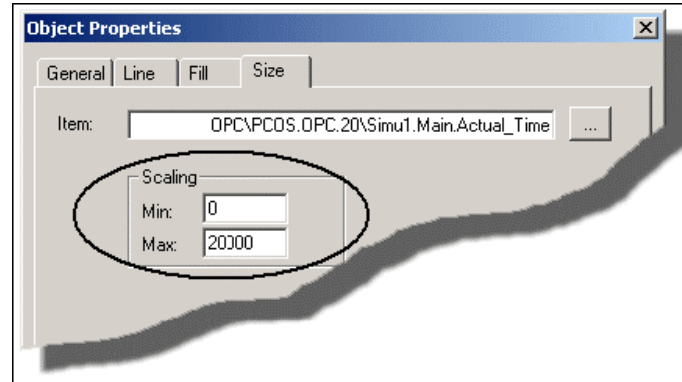 Object Properties
General Line Fill Size
Item: OPC\PCOS.OPC.20\Simu1.Main.Actual_Time ...
Scaling
Min: 0
Max: 20000